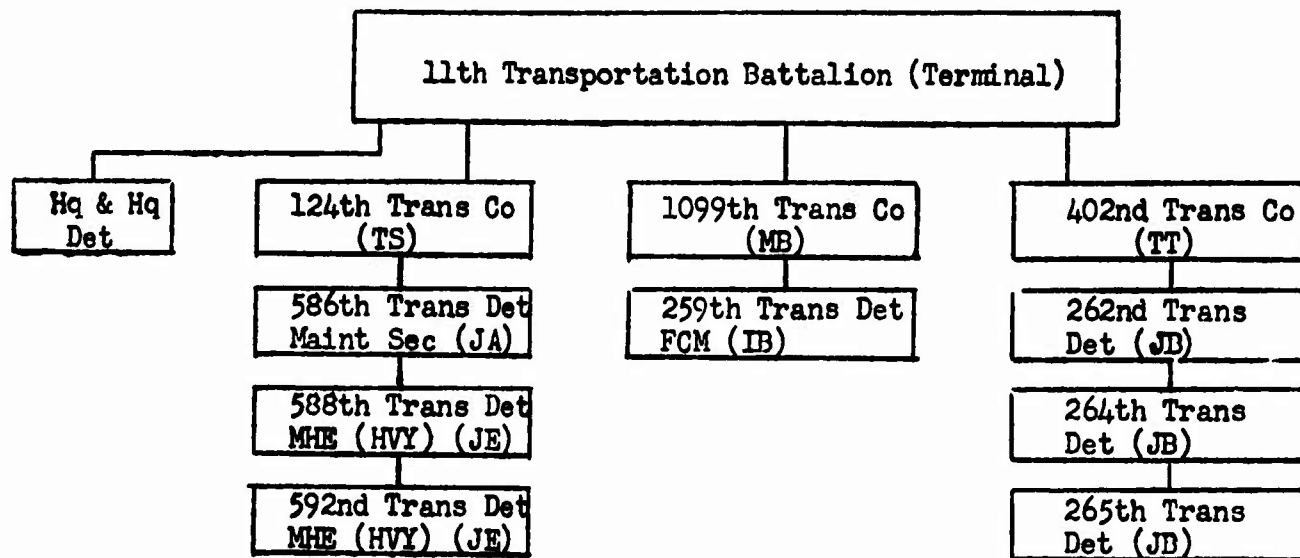 11th Transportation Battalion (Terminal)
Hq & Hq
Det
124th Trans Co
(TS)
586th Trans Det
Maint Sec (JA)
588th Trans Det
MHE (HVY) (JE)
592nd Trans Det
MHE (HVY) (JE)
1099th Trans Co
(MB)
259th Trans Det
FCM (IB)
402nd Trans Co
(TT)
262nd Trans
Det (JB)
264th Trans
Det (JB)
265th Trans
Det (JB)